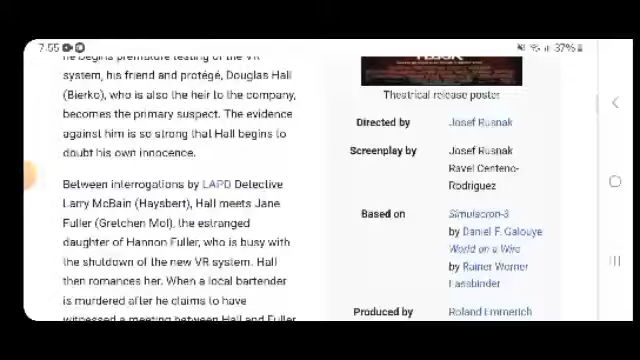 7:55
37%
he begins premature testing of the VR
system, his friend and protégé, Douglas Hall
(Bierko), who is also the heir to the company,
becomes the primary suspect. The evidence
against him is so strong that Hall begins to
doubt his own innocence.
Between interrogations by LAPD Detective
Larry McBain (Haysbert), Hall meets Jane
Fuller (Gretchen Mol), the estranged
daughter of Hannon Fuller, who is busy with
the shutdown of the new VR system. Hall
then romances her. When a local bartender
is murdered after he claims to have
witnessed a meeting between Hall and Fuller
FLOOR
Theatrical release poster
Directed by
Josef Rusnak
Screenplay by
Josef Rusnak
Ravel Centeno-
Rodriguez
Based on
Simulacron-3
by Daniel F. Galouye
World on a Wire
by Rainer Werner
Fassbinder
Produced by
Roland Emmerich